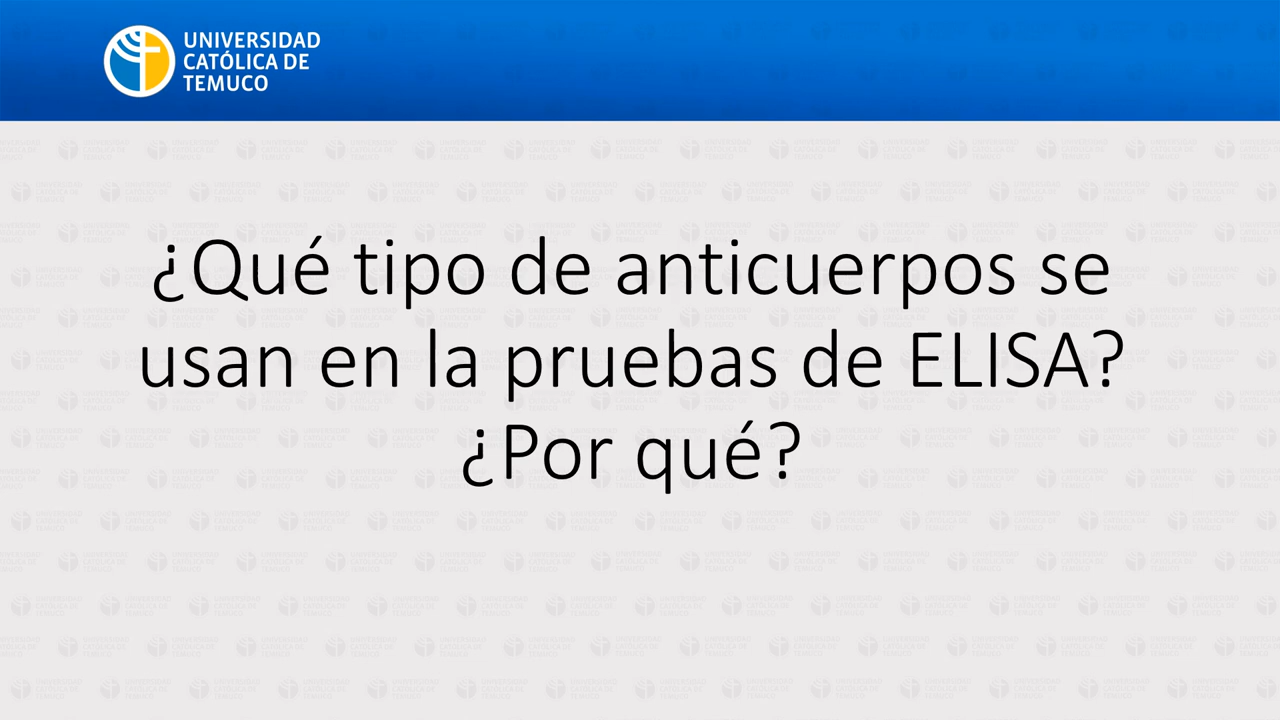 UNIVERSIDAD
CATÓLICA DE
TEMUCO
¿Qué tipo de anticuerpos se
usan en la pruebas de ELISA?
¿Por qué?